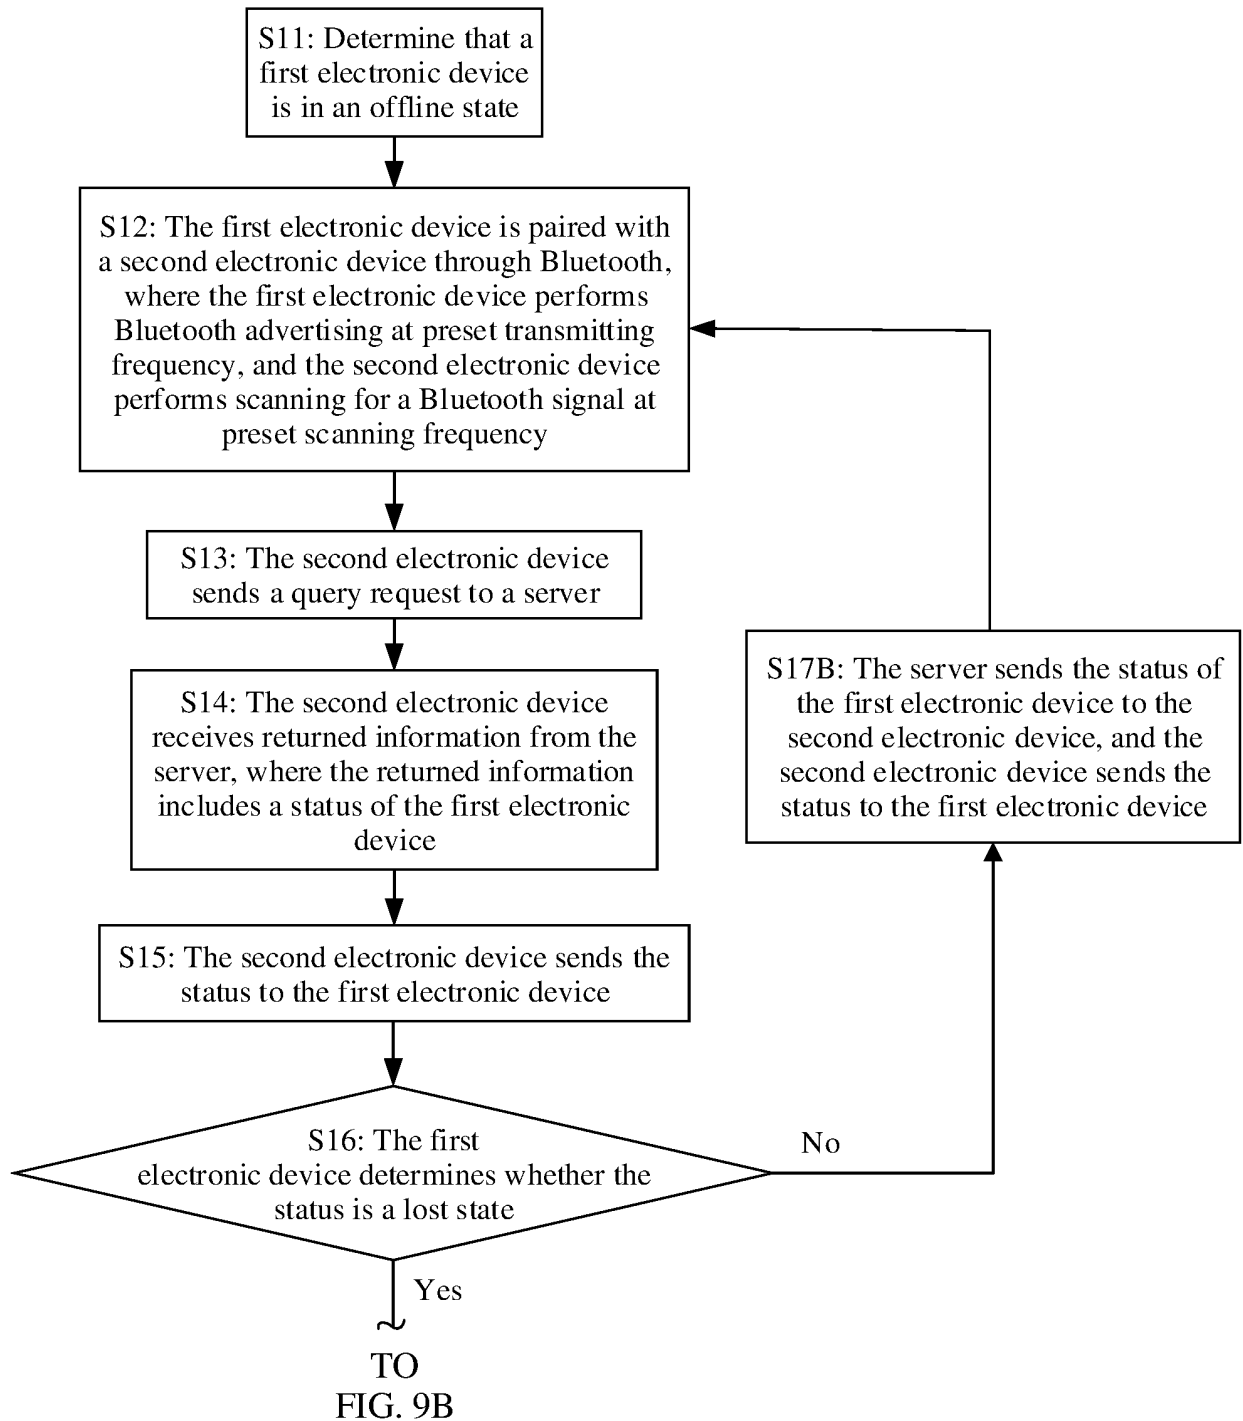 S11: Determine that a
first electronic device
is in an offline state
S12: The first electronic device is paired with
a second electronic device through Bluetooth,
where the first electronic device performs
Bluetooth advertising at preset transmitting
frequency, and the second electronic device
performs scanning for a Bluetooth signal at
preset scanning frequency
S13: The second electronic device
sends a query request to a server
S14: The second electronic device
receives returned information from the
server, where the returned information
includes a status of the first electronic
device
S17B: The server sends the status of
the first electronic device to the
second electronic device, and the
second electronic device sends the
status to the first electronic device
S15: The second electronic device sends the
status to the first electronic device
S16: The first
electronic device determines whether the
status is a lost state
No
Yes
TO
FIG. 9B